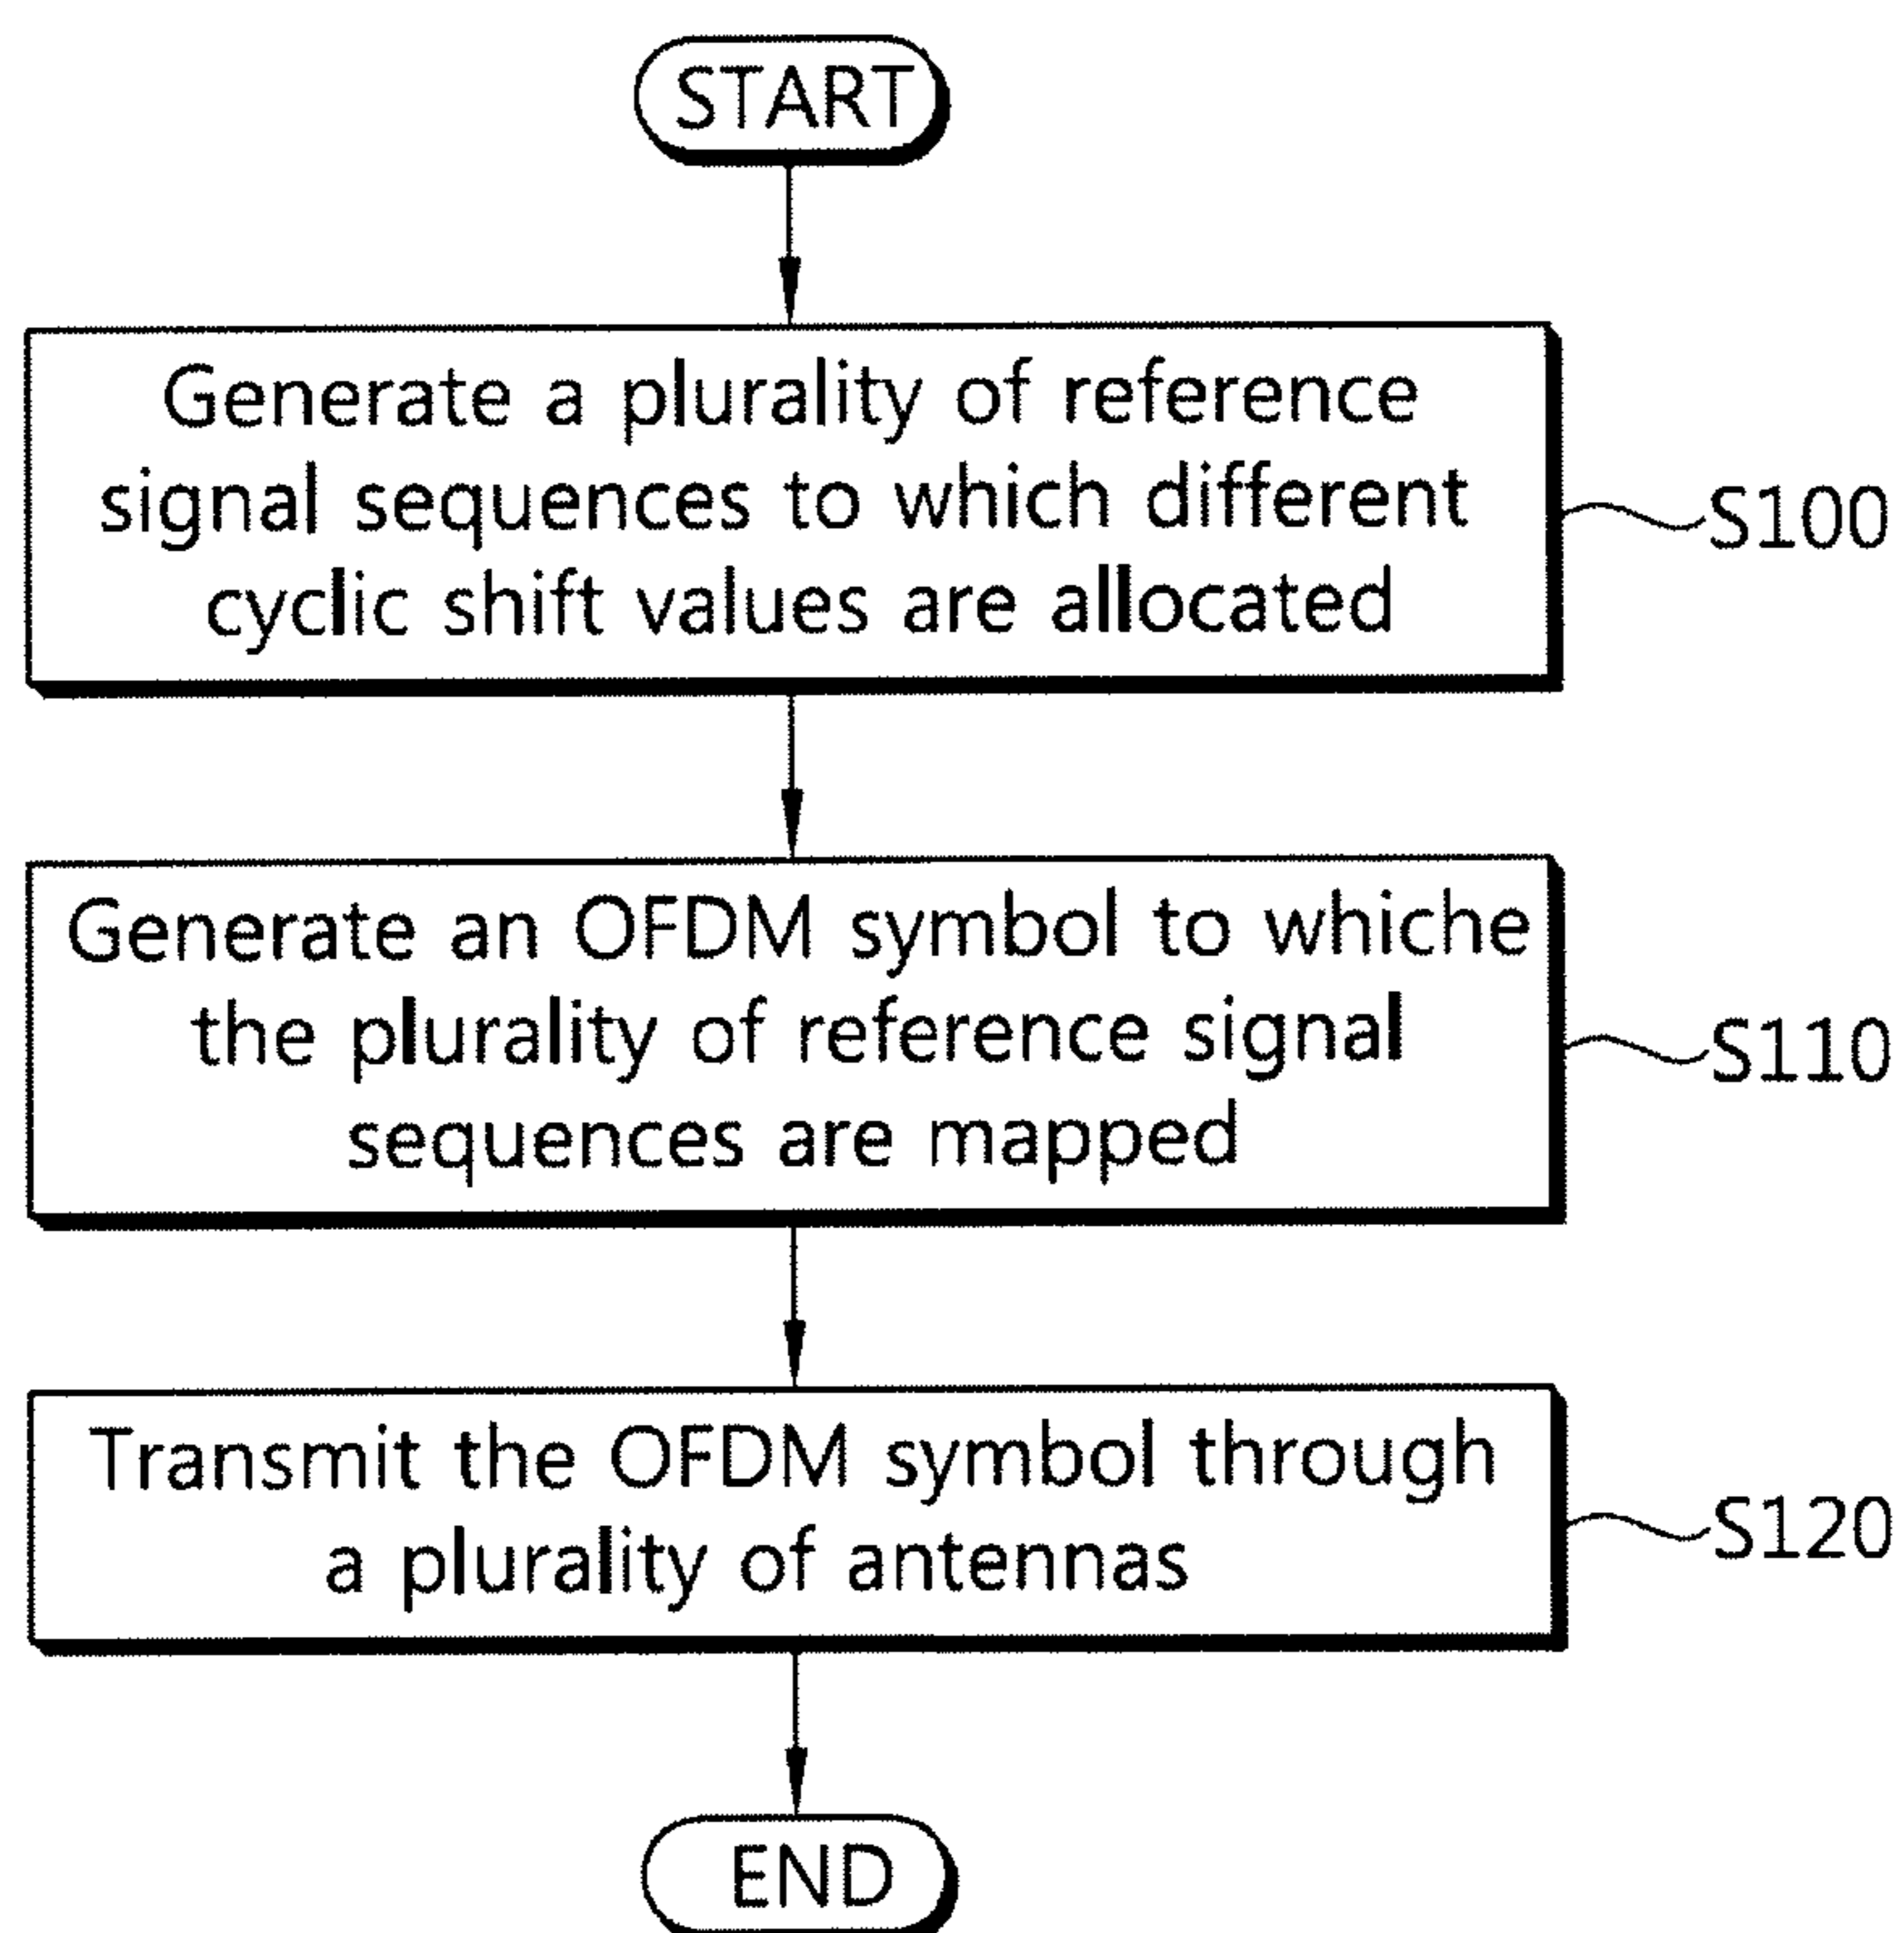 START
Generate a plurality of reference
signal sequences to which different
cyclic shift values are allocated
S100
Generate an OFDM symbol to whiche
the plurality of reference signal
sequences are mapped
S110
Transmit the OFDM symbol through
a plurality of antennas
S120
END